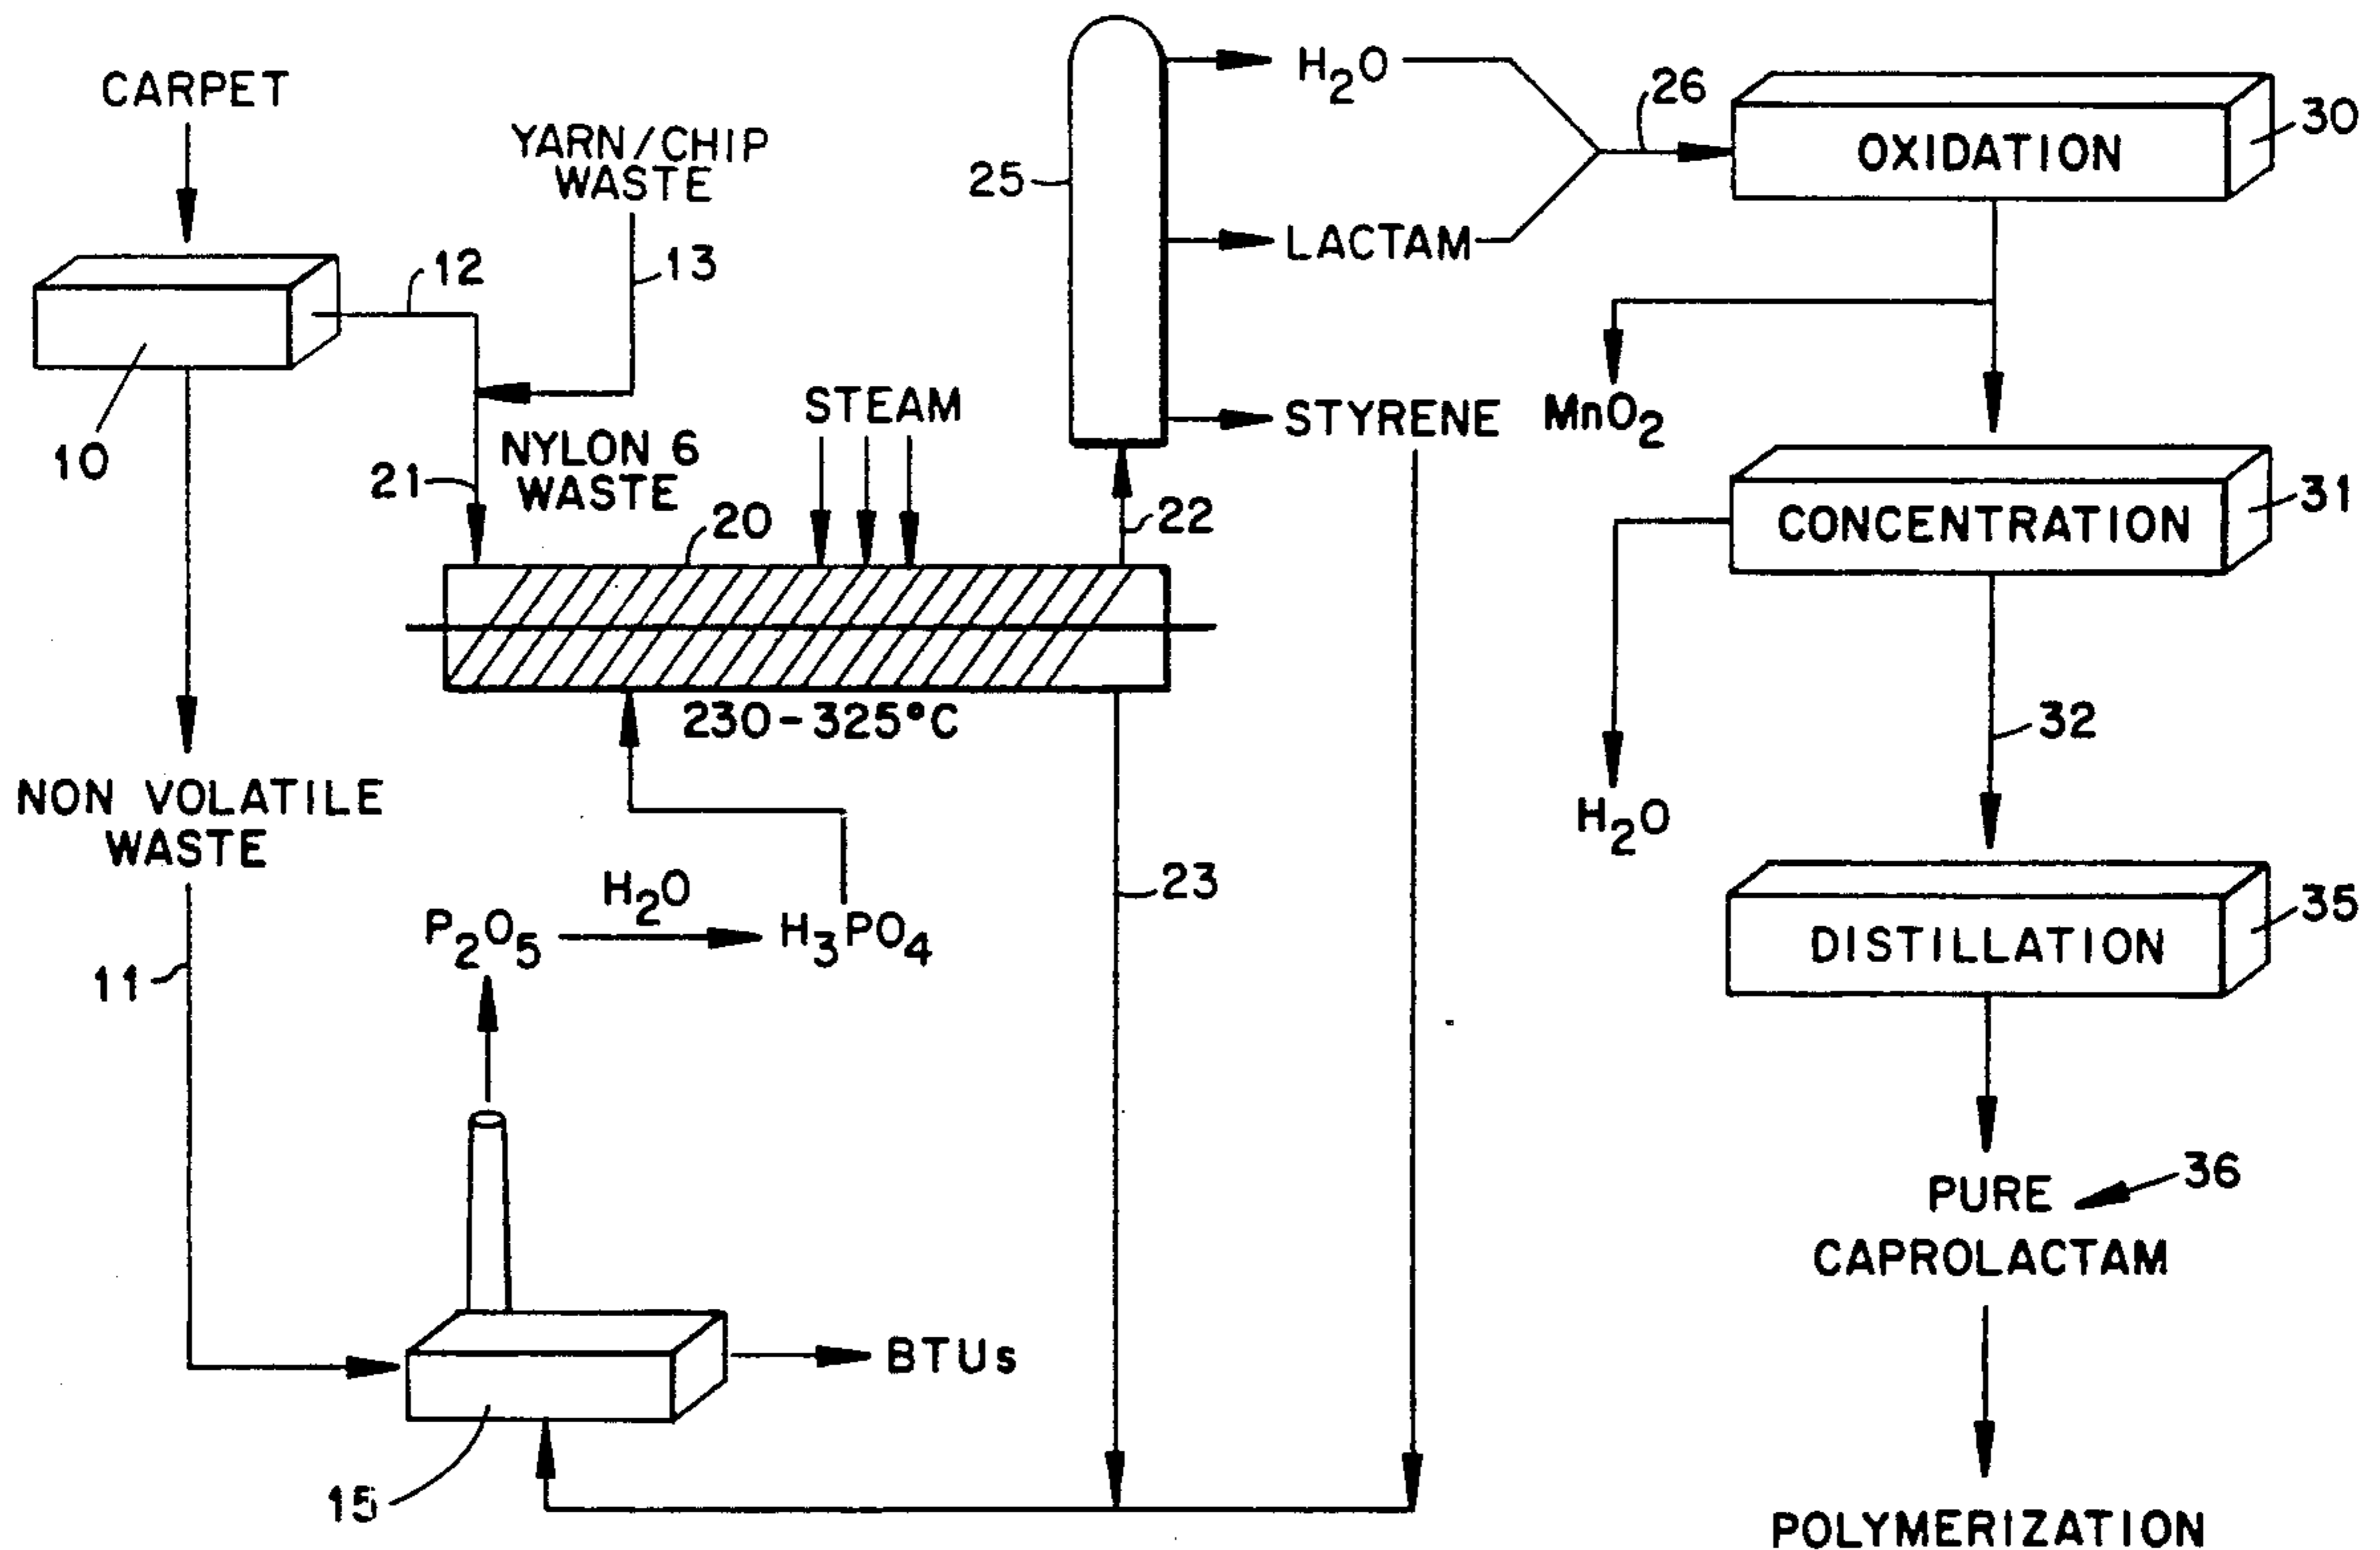 CARPET
YARN/CHIP
WASTE
12
13
10
21
NYLON 6
WASTE
STEAM
20
22
25
H₂O
LACTAM
STYRENE
26
OXIDATION
30
MnO₂
CONCENTRATION
31
H₂O
32
DISTILLATION
35
PURE
CAPROLACTAM
36
POLYMERIZATION
230-325°C
23
NON VOLATILE
WASTE
11
P₂O₅
H₂O
H₃PO₄
BTUs
15